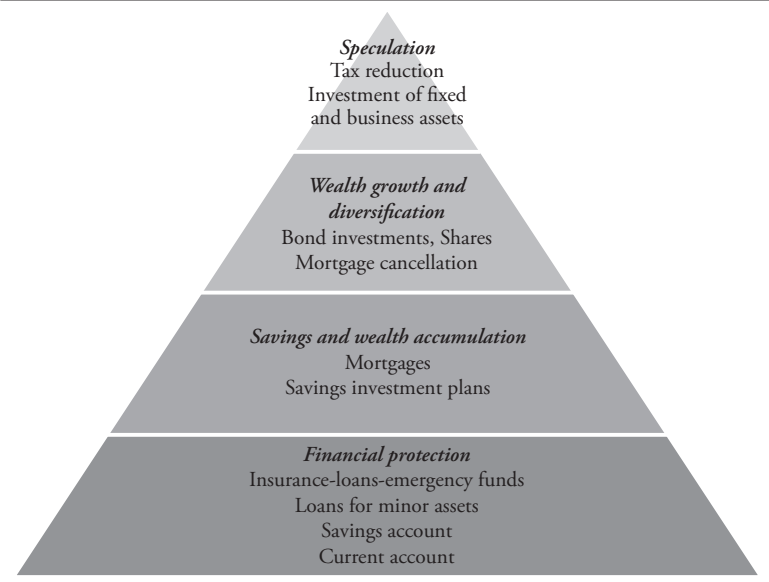 Speculation
Tax reduction
Investment of fixed
and business assets
Wealth growth and
diversification
Bond investments, Shares
Mortgage cancellation
Savings and wealth accumulation
Mortgages
Savings investment plans
Financial protection
Insurance-loans-emergency funds
Loans for minor assets
Savings account
Current account